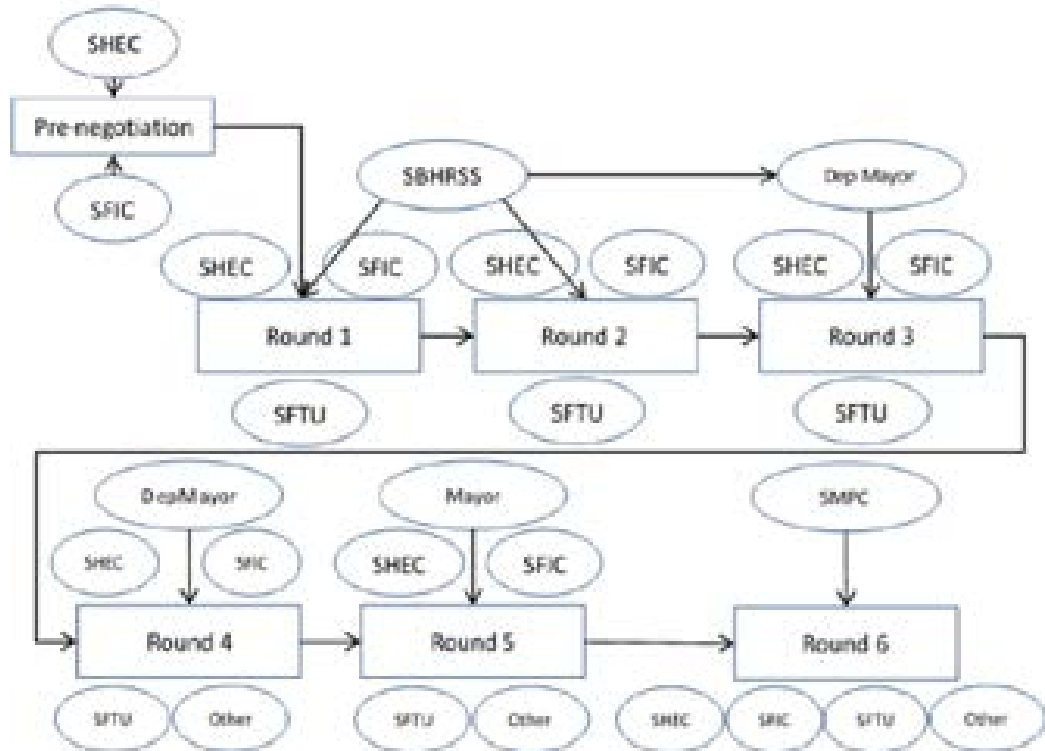 SHEC
Pre-negotiation
SFIC
SBHRSS
Dep Mayor
SHEC
SFIC
SHEC
SFIC
SHEC
SFIC
Round 1
Round 2
Round 3
SFTU
SFTU
SFTU
DepMayor
Mayor
SMPC
SHEC
SFIC
SHEC
SFIC
Round 4
Round 5
Round 6
SFTU
Other
SFTU
Other
SHEC
SFIC
SFTU
Other